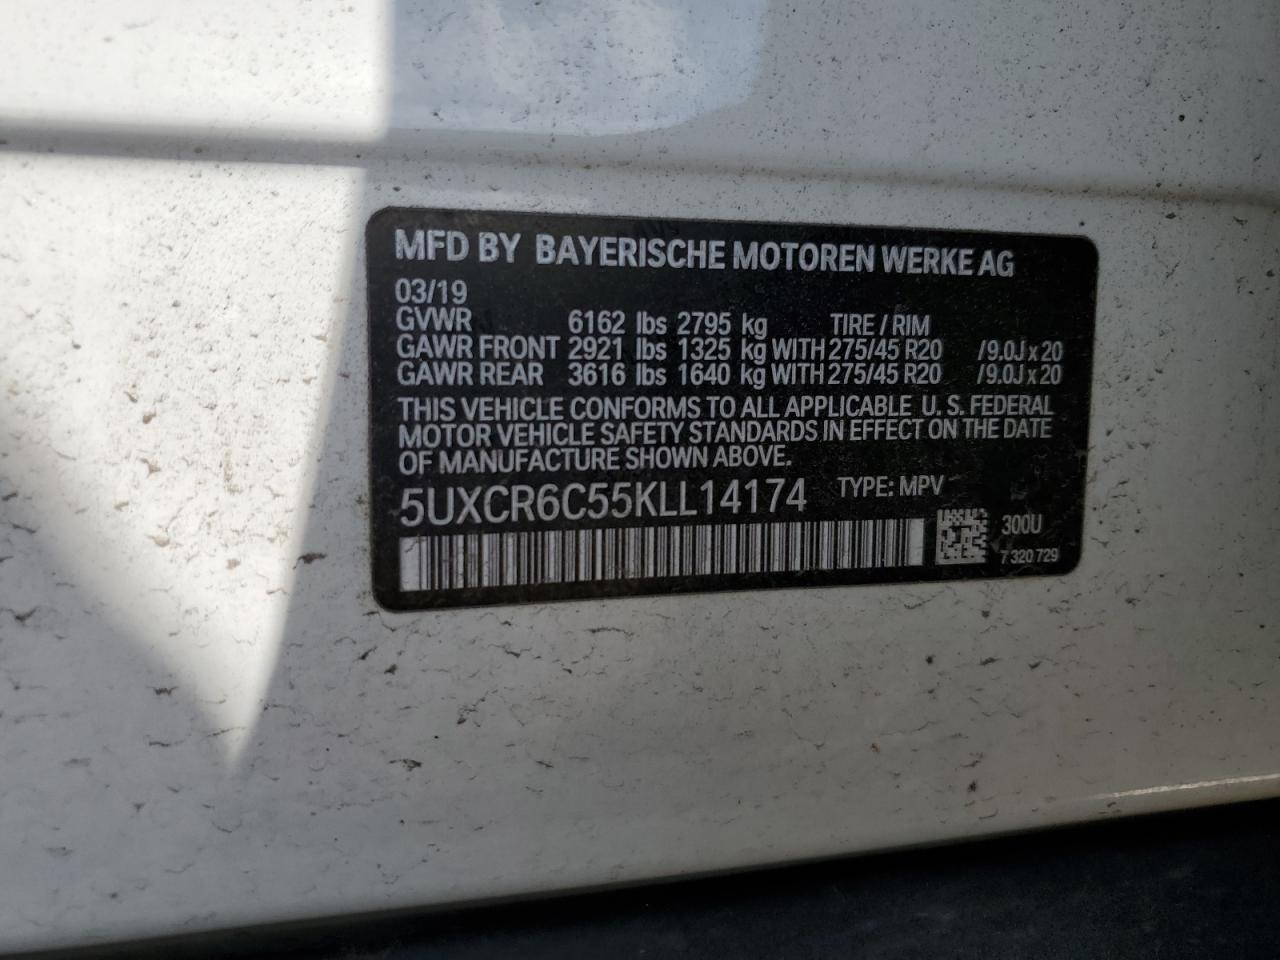 MFD BY BAYERISCHE MOTOREN WERKE AG
03/19
GVWR 6162 lbs 2795 kg TIRE / RIM
GAWR FRONT 2921 lbs 1325 kg WITH 275/45 R20 /9.0J x 20
GAWR REAR 3616 lbs 1640 kg WITH 275/45 R20 /9.0J x 20
THIS VEHICLE CONFORMS TO ALL APPLICABLE U. S. FEDERAL
MOTOR VEHICLE SAFETY STANDARDS IN EFFECT ON THE DATE
OF MANUFACTURE SHOWN ABOVE.
5UXCR6C55KLL14174 TYPE: MPV
300U
7 320 729